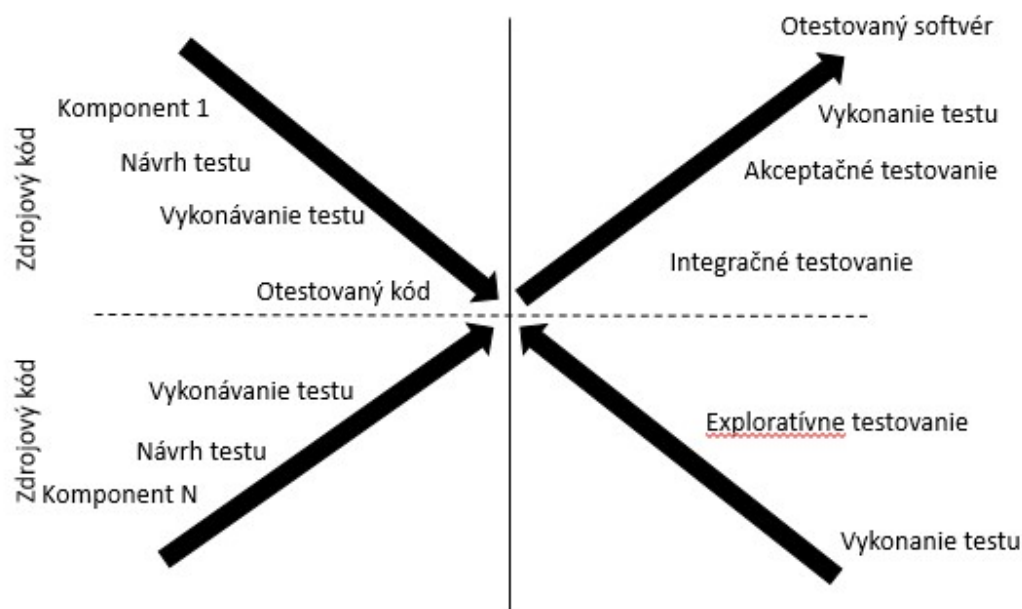 Zdrojový kód
Komponent 1
Návrh testu
Vykonávanie testu
Otestovaný kód
Zdrojový kód
Vykonávanie testu
Návrh testu
Komponent N
Otestovaný softvér
Vykonanie testu
Akceptačné testovanie
Integračné testovanie
Exploratívne testovanie
Vykonanie testu